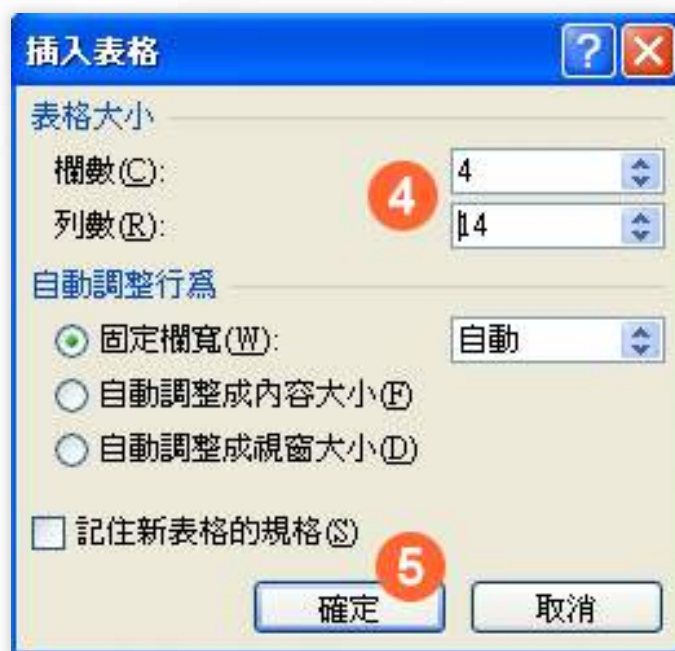 插入表格
表格大小
欄數(C): 4
4
列數(R): 14
自動調整行爲
固定欄寬(W): 自動
自動調整成內容大小(F)
自動調整成視窗大小(D)
記住新表格的規格(S)
5
確定 取消